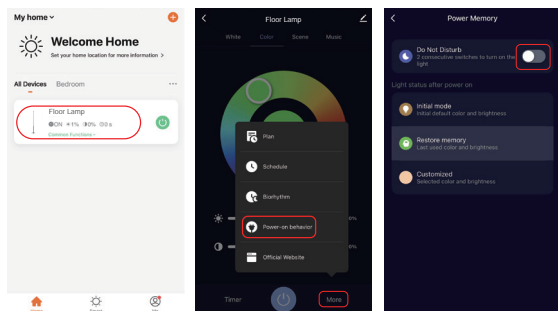 My home
Welcome Home
Set your home location for more information >
All Devices Bedroom
Floor Lamp
ON 1% 0% 0 s
Common Functions
Floor Lamp
White Color Scene Music
Plan
Schedule
Biorhythm
Power-on behavior
Official Website
Timer More
Power Memory
Do Not Disturb
2 consecutive switches to turn on the
light
Light status after power on
Initial mode
Initial default color and brightness
Restore memory
Last used color and brightness
Customized
Selected color and brightness